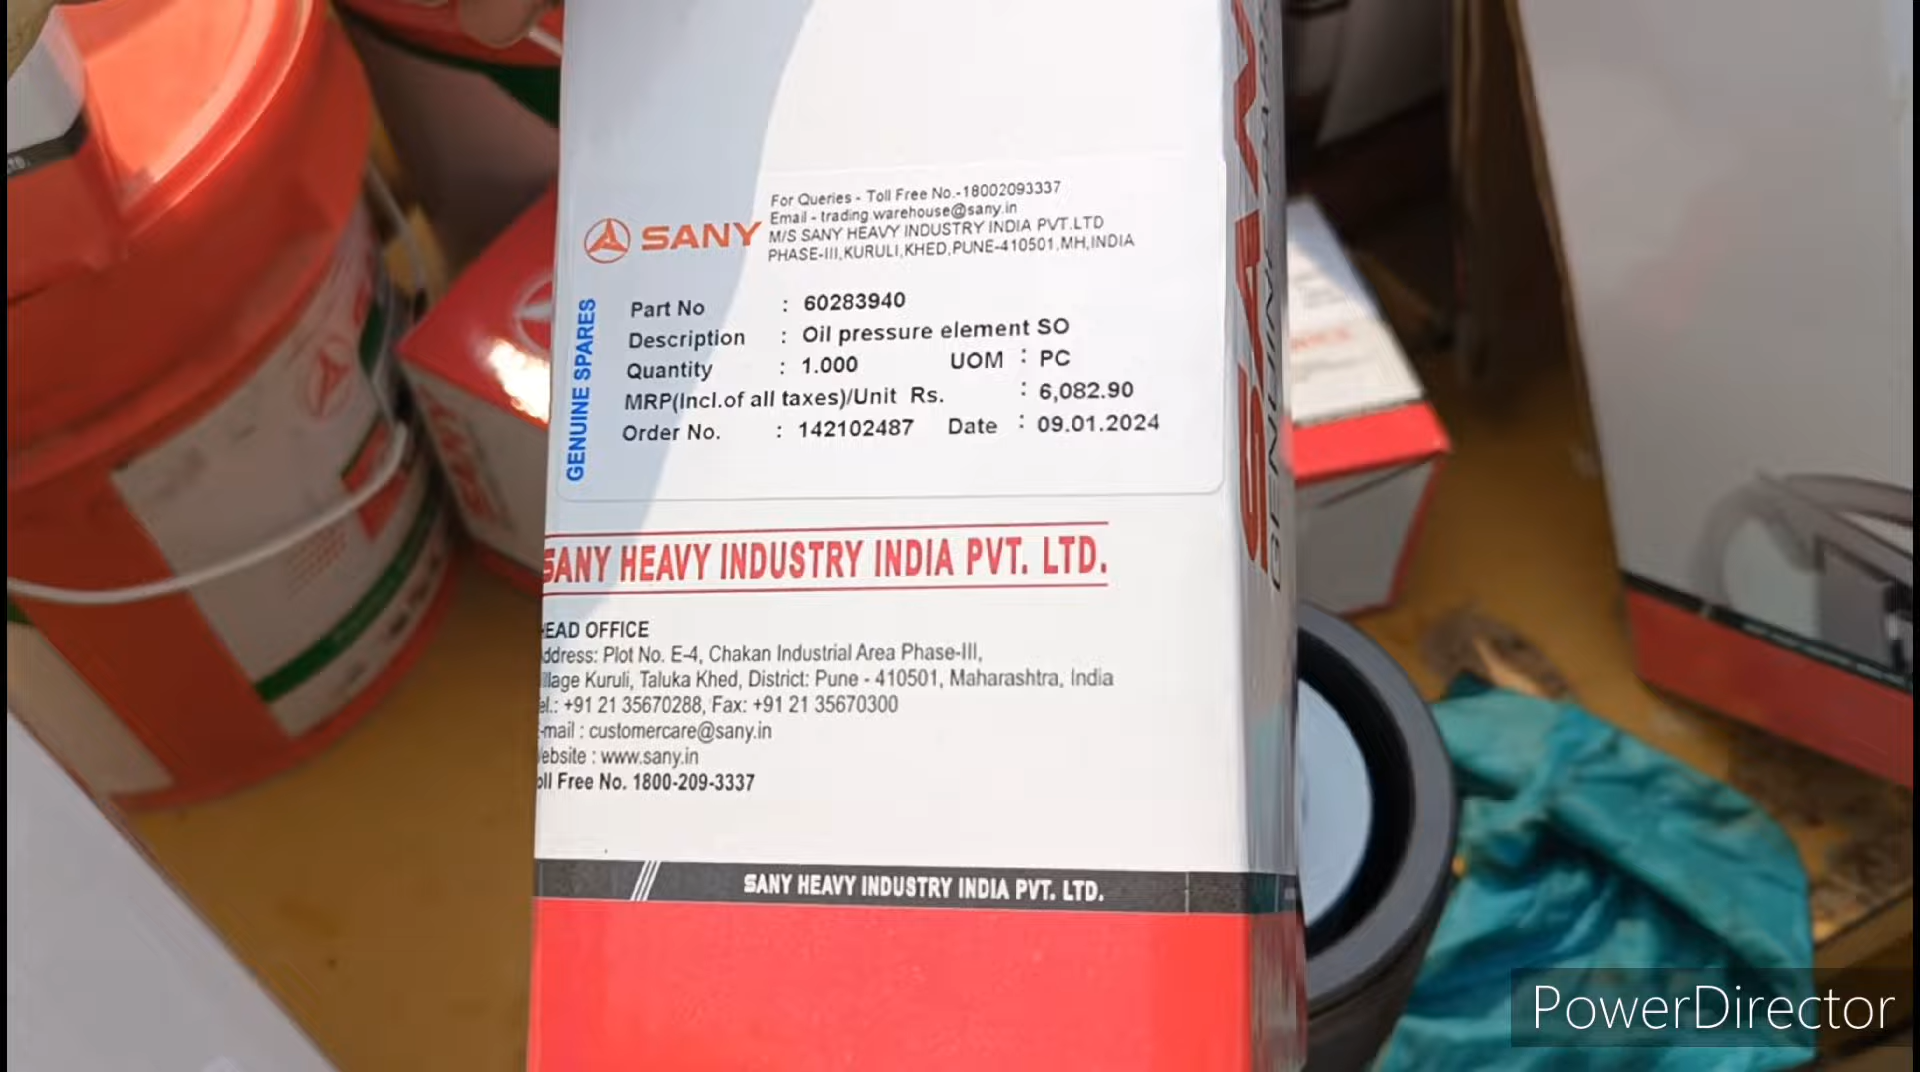 For Queries - Toll Free No.-18002093337
Email - trading.warehouse@sany.in
M/S SANY HEAVY INDUSTRY INDIA PVT.LTD
PHASE-III,KURULI,KHED,PUNE-410501,MH,INDIA
SANY
GENUINE SPARES
Part No : 60283940
Description : Oil pressure element SO
Quantity : 1.000 UOM : PC
MRP(Incl.of all taxes)/Unit Rs. : 6,082.90
Order No. : 142102487 Date : 09.01.2024
SANY HEAVY INDUSTRY INDIA PVT. LTD.
EAD OFFICE
ddress: Plot No. E-4, Chakan Industrial Area Phase-III,
illage Kuruli, Taluka Khed, District: Pune - 410501, Maharashtra, India
el.: +91 21 35670288, Fax: +91 21 35670300
-mail : customercare@sany.in
ebsite : www.sany.in
oll Free No. 1800-209-3337
SANY HEAVY INDUSTRY INDIA PVT. LTD.
SANY
PowerDirector